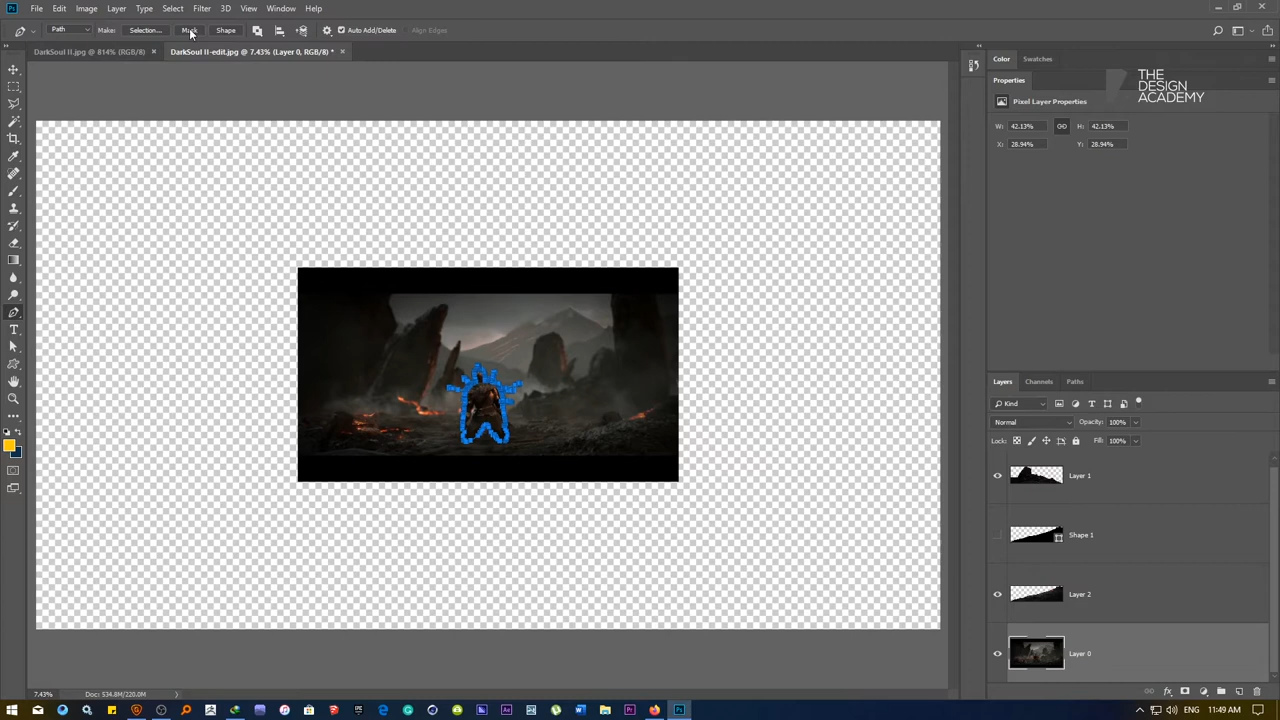 Ps File Edit Image Layer Type Select Filter 3D View Window Help
Path Make: Selection... Mask Shape Auto Add/Delete Align Edges
DarkSoul II.jpg @ 814% (RGB/8) × DarkSoul II-edit.jpg @ 7.43% (Layer 0, RGB/8) * ×
Color Swatches
Properties
THE
DESIGN
ACADEMY
Pixel Layer Properties
W: 42.13% H: 42.13%
X: 28.94% Y: 28.94%
Layers Channels Paths
Kind
Normal Opacity: 100%
Lock: Fill: 100%
Layer 1
Shape 1
Layer 2
Layer 0
7.43% Doc: 534.8M/220.0M
11:49 AM